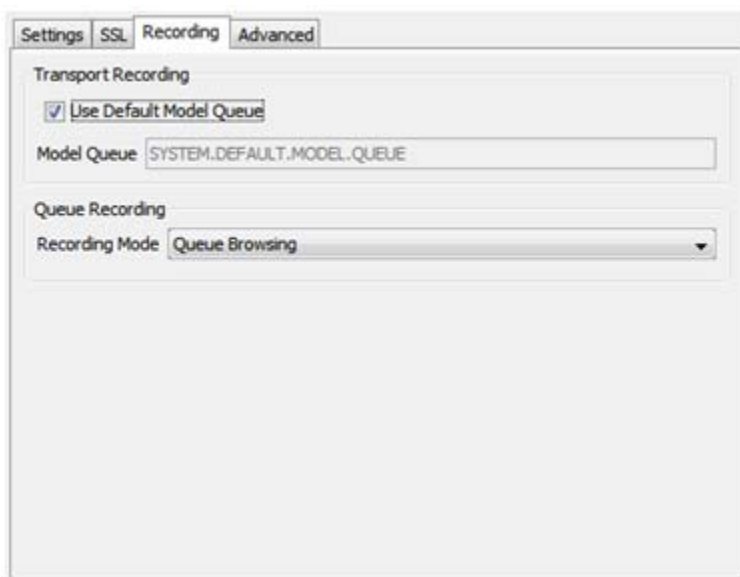 Settings SSL Recording Advanced
Transport Recording
Use Default Model Queue
Model Queue SYSTEM.DEFAULT.MODEL.QUEUE
Queue Recording
Recording Mode Queue Browsing